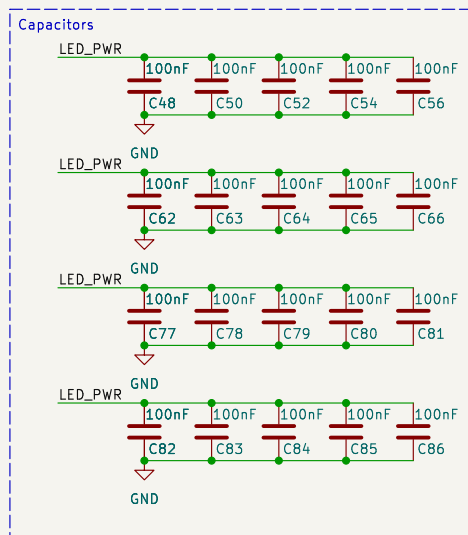 Capacitors
LED_PWR
100nF 100nF 100nF 100nF 100nF
C48 C50 C52 C54 C56
GND
LED_PWR
100nF 100nF 100nF 100nF 100nF
C62 C63 C64 C65 C66
GND
LED_PWR
100nF 100nF 100nF 100nF 100nF
C77 C78 C79 C80 C81
GND
LED_PWR
100nF 100nF 100nF 100nF 100nF
C82 C83 C84 C85 C86
GND